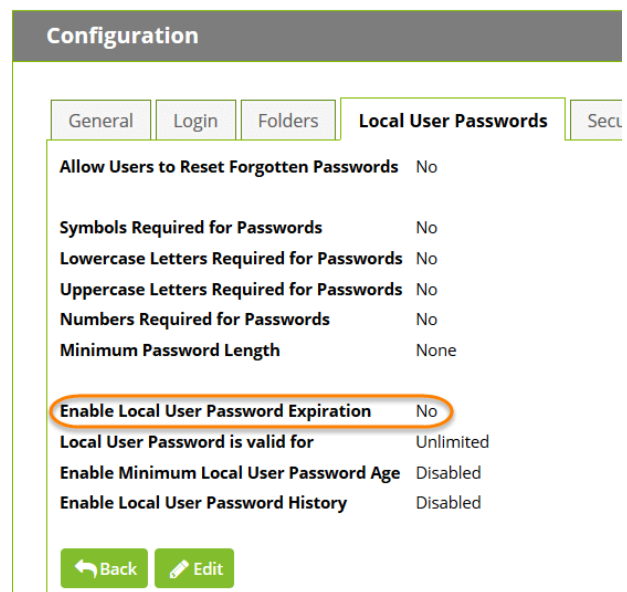 Configuration
General Login Folders Local User Passwords Secu
Allow Users to Reset Forgotten Passwords No
Symbols Required for Passwords No
Lowercase Letters Required for Passwords No
Uppercase Letters Required for Passwords No
Numbers Required for Passwords No
Minimum Password Length None
Enable Local User Password Expiration No
Local User Password is valid for Unlimited
Enable Minimum Local User Password Age Disabled
Enable Local User Password History Disabled
Back Edit